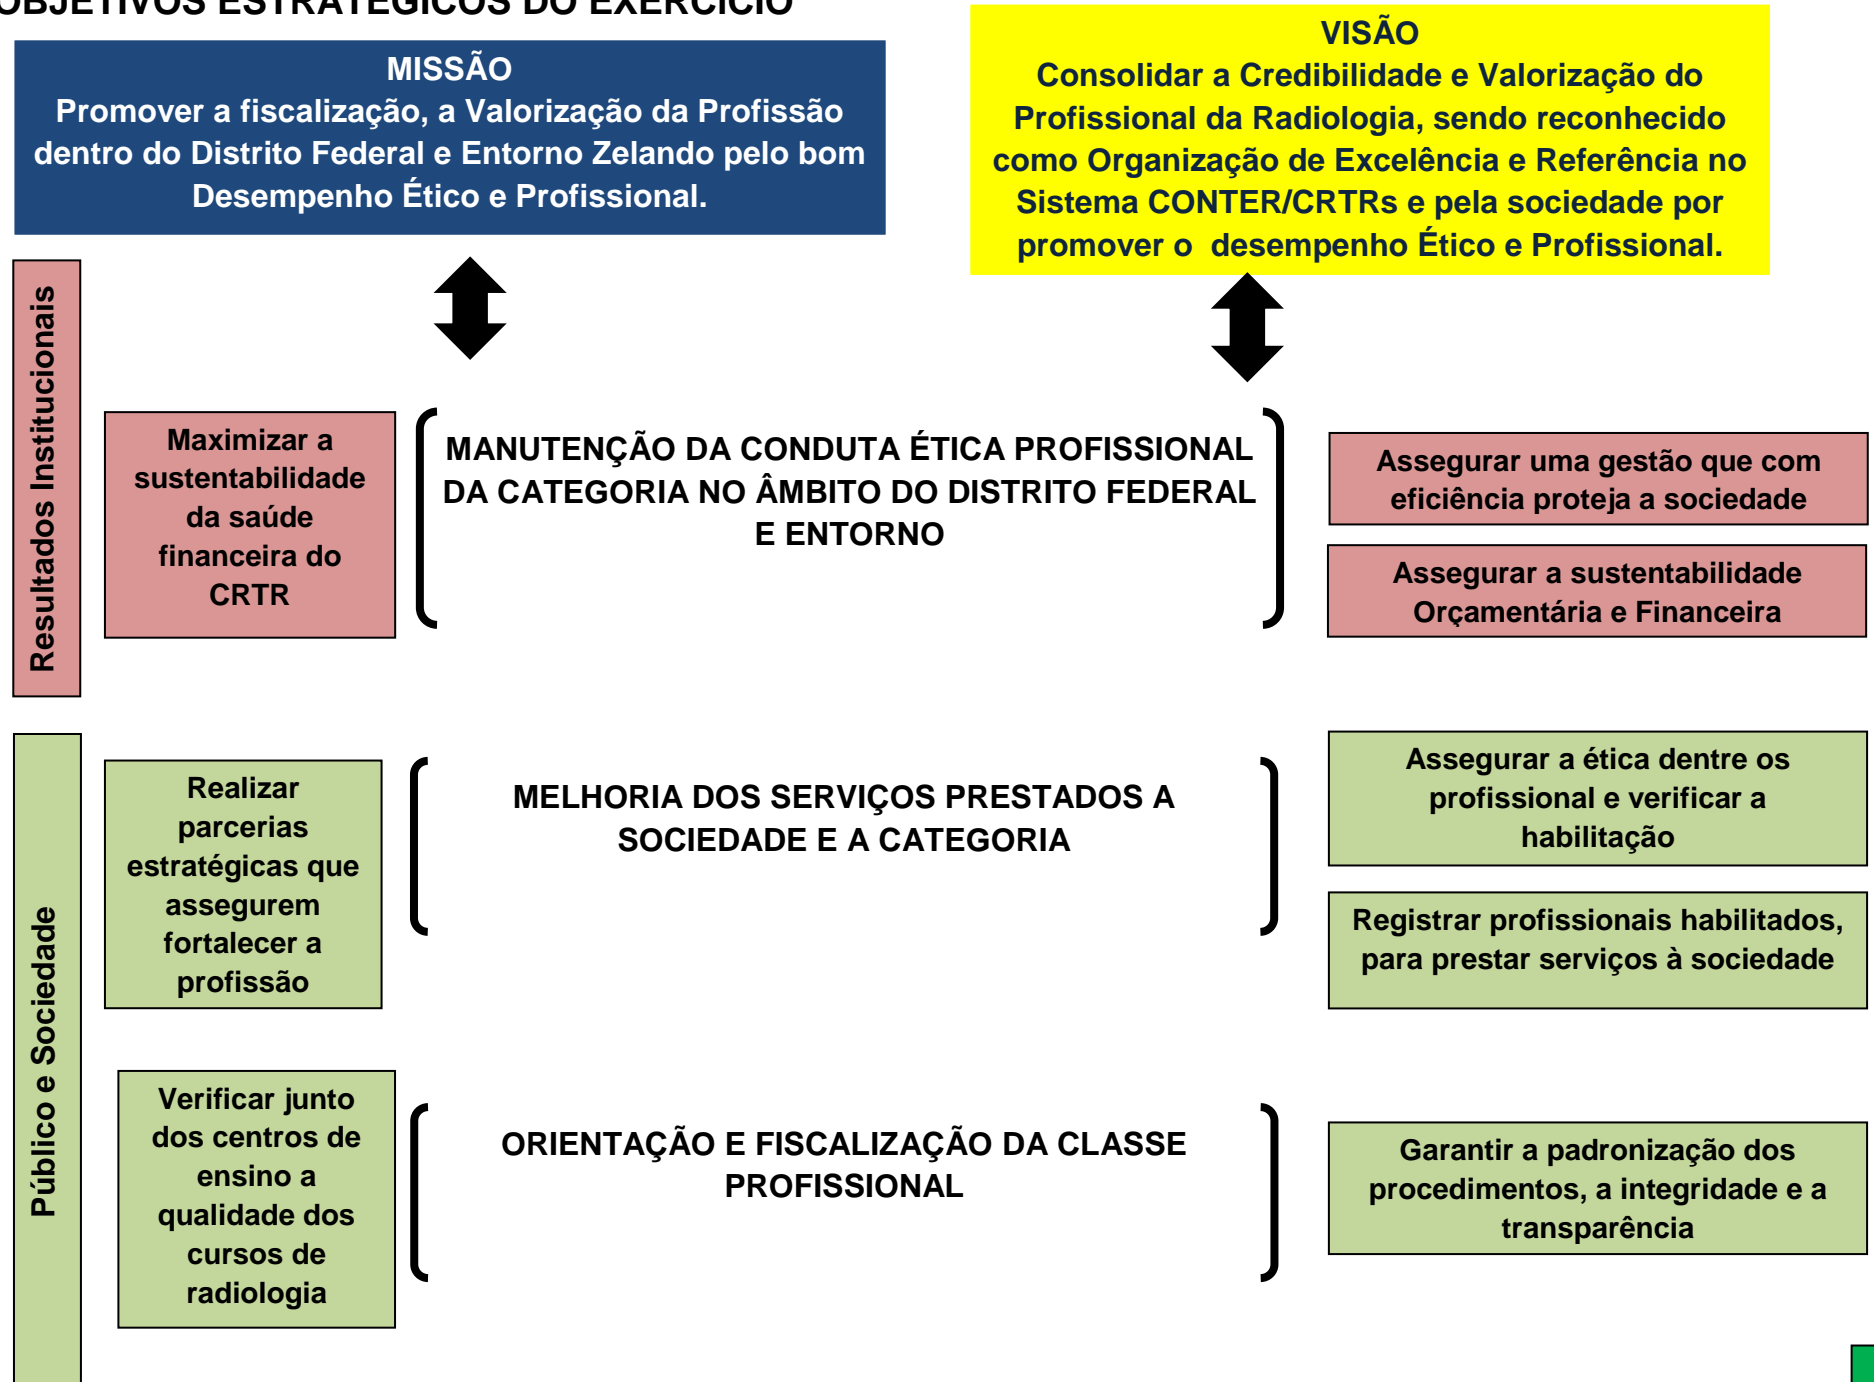 OBJETIVOS ESTRATÉGICOS DO EXERCÍCIO
MISSÃO
Promover a fiscalização, a Valorização da Profissão
dentro do Distrito Federal e Entorno Zelando pelo bom
Desempenho Ético e Profissional.
VISÃO
Consolidar a Credibilidade e Valorização do
Profissional da Radiologia, sendo reconhecido
como Organização de Excelência e Referência no
Sistema CONTER/CRTRs e pela sociedade por
promover o desempenho Ético e Profissional.
Resultados Institucionais
Maximizar a
sustentabilidade
da saúde
financeira do
CRTR
MANUTENÇÃO DA CONDUTA ÉTICA PROFISSIONAL
DA CATEGORIA NO ÂMBITO DO DISTRITO FEDERAL
E ENTORNO
Assegurar uma gestão que com
eficiência proteja a sociedade
Assegurar a sustentabilidade
Orçamentária e Financeira
Público e Sociedade
Realizar
parcerias
estratégicas que
assegurem
fortalecer a
profissão
MELHORIA DOS SERVIÇOS PRESTADOS A
SOCIEDADE E A CATEGORIA
Assegurar a ética dentre os
profissional e verificar a
habilitação
Registrar profissionais habilitados,
para prestar serviços à sociedade
Verificar junto
dos centros de
ensino a
qualidade dos
cursos de
radiologia
ORIENTAÇÃO E FISCALIZAÇÃO DA CLASSE
PROFISSIONAL
Garantir a padronização dos
procedimentos, a integridade e a
transparência